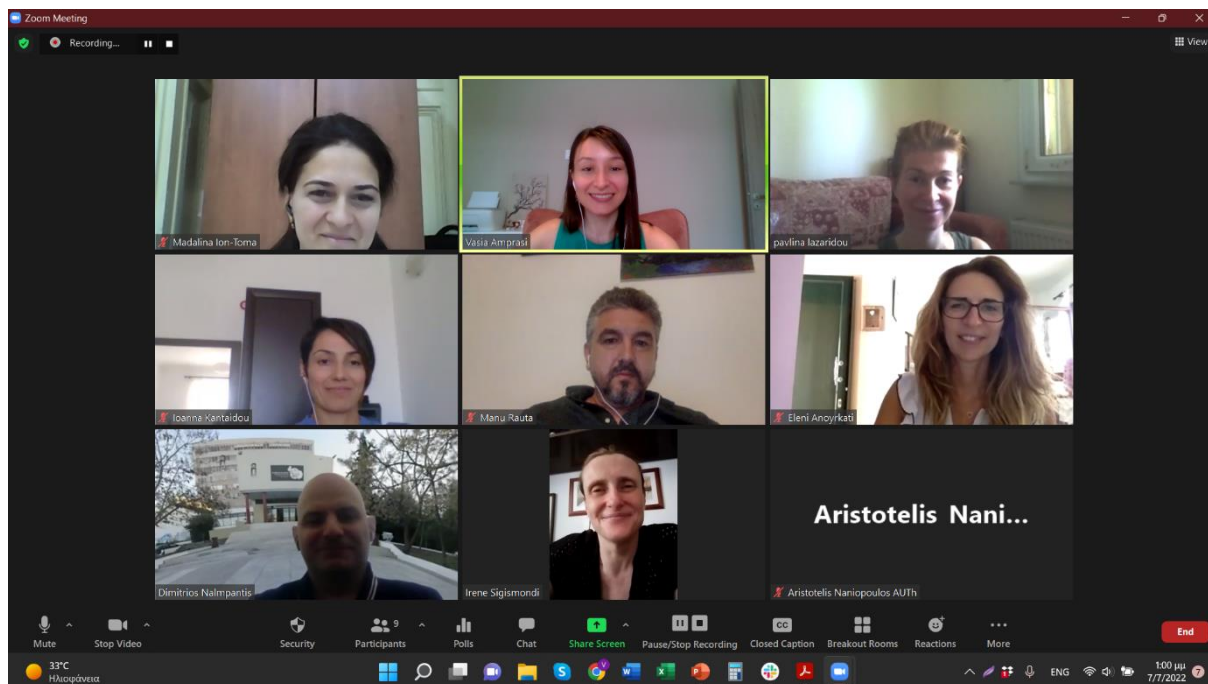 Zoom Meeting
Recording...
View
Madalina Ion-Toma
Vasia Amprasi
pavlina lazaridou
Ioanna Kantaidou
Manu Rauta
Eleni Anoyrkati
Dimitrios Nalmpantis
Irene Sigismondi
Aristotelis Nani...
Aristotelis Naniopoulos AUTh
Mute
Stop Video
Security
9
Participants
Polls
Chat
Share Screen
Pause/Stop Recording
CC
Closed Caption
Breakout Rooms
Reactions
More
End
33°C
Ηλιοφάνεια
ENG
1:00 μμ
7/7/2022
7